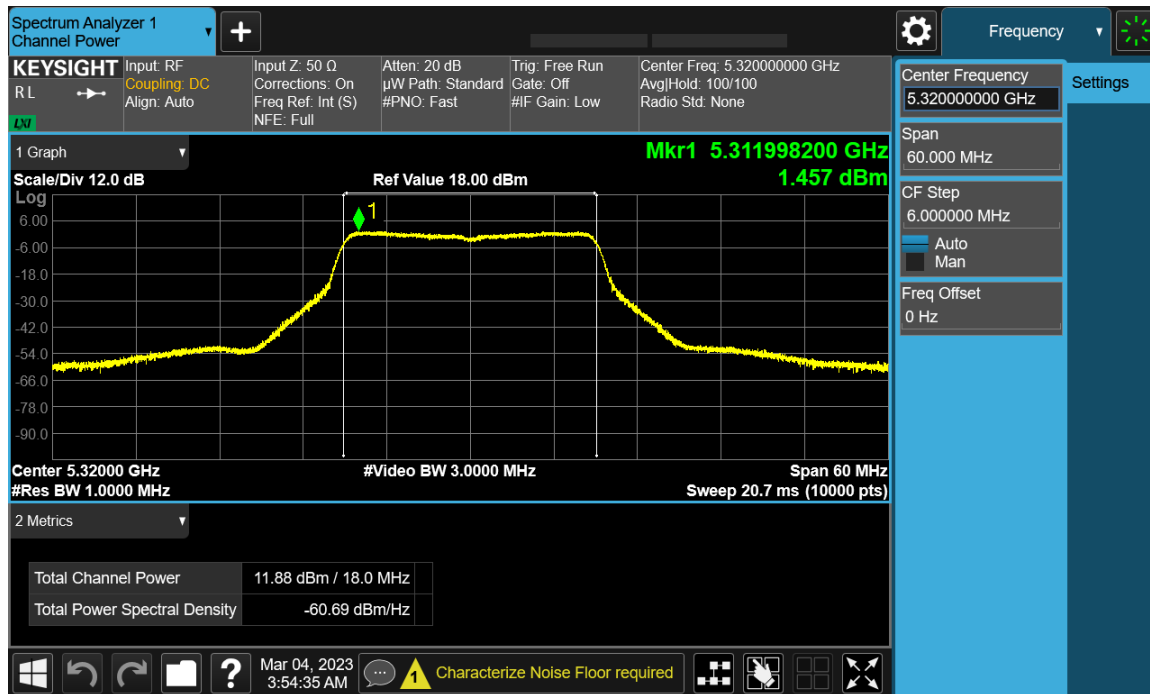 Spectrum Analyzer 1
Channel Power
Frequency
KEYSIGHT
R L
LXI
Input: RF
Coupling: DC
Align: Auto
Input Z: 50 Ω
Corrections: On
Freq Ref: Int (S)
NFE: Full
Atten: 20 dB
µW Path: Standard
#PNO: Fast
Trig: Free Run
Gate: Off
#IF Gain: Low
Center Freq: 5.320000000 GHz
Avg|Hold: 100/100
Radio Std: None
Center Frequency
5.320000000 GHz
Settings
Span
60.000 MHz
CF Step
6.000000 MHz
Auto
Man
Freq Offset
0 Hz
1 Graph
Mkr1 5.311998200 GHz
1.457 dBm
Scale/Div 12.0 dB
Ref Value 18.00 dBm
Log
1
6.00
-6.00
-18.0
-30.0
-42.0
-54.0
-66.0
-78.0
-90.0
Center 5.32000 GHz
#Video BW 3.0000 MHz
Span 60 MHz
#Res BW 1.0000 MHz
Sweep 20.7 ms (10000 pts)
2 Metrics
Total Channel Power 11.88 dBm / 18.0 MHz
Total Power Spectral Density -60.69 dBm/Hz
?
Mar 04, 2023
3:54:35 AM
1
Characterize Noise Floor required